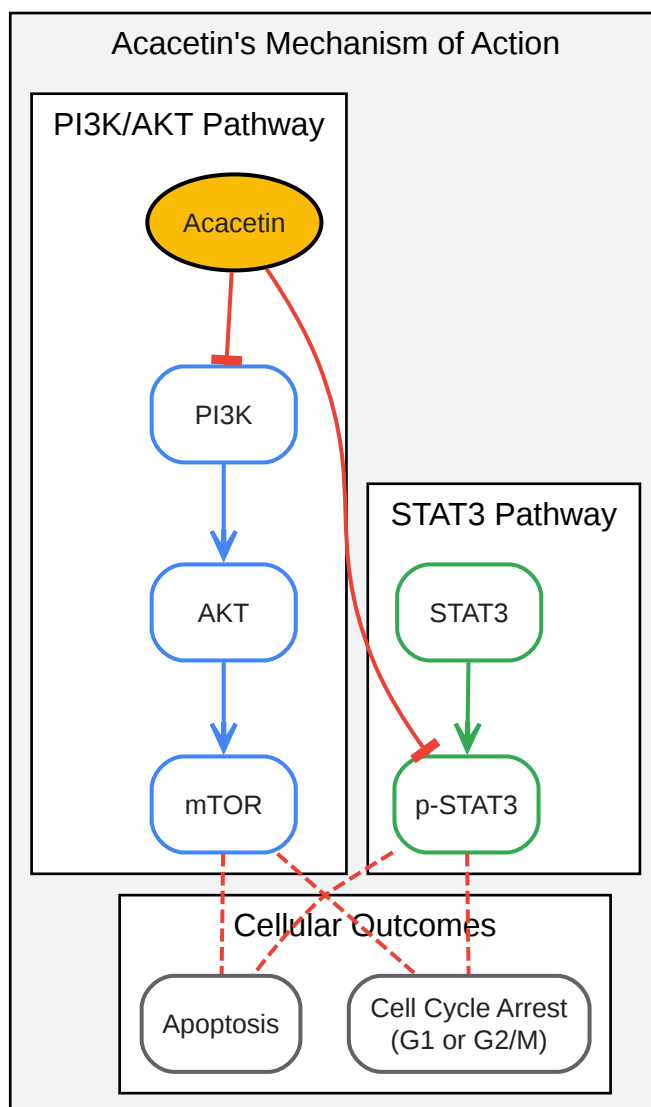 Acacetin's Mechanism of Action
PI3K/AKT Pathway
Acacetin
PI3K
STAT3 Pathway
AKT
STAT3
mTOR
p-STAT3
Cellular Outcomes
Apoptosis
Cell Cycle Arrest
(G1 or G2/M)